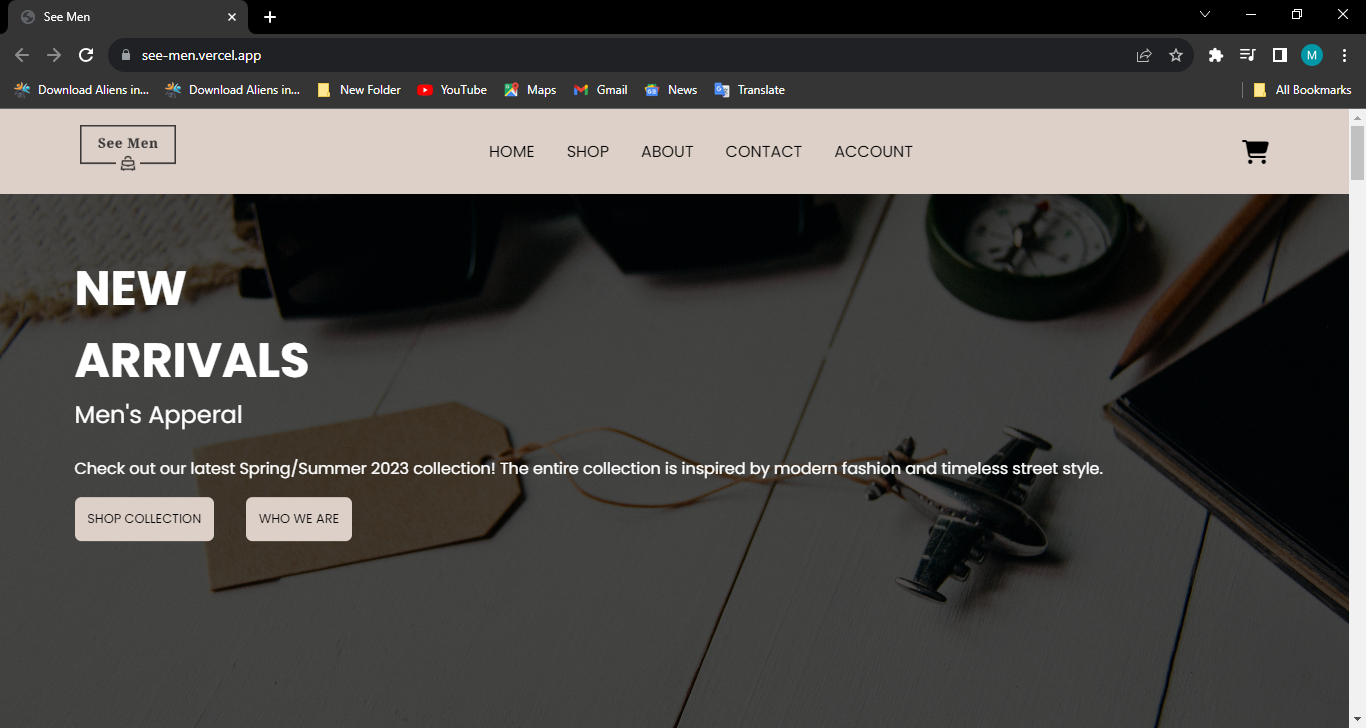 See Men
see-men.vercel.app
M
Download Aliens in...
Download Aliens in...
New Folder
YouTube
Maps
Gmail
News
Translate
All Bookmarks
See Men
HOME
SHOP
ABOUT
CONTACT
ACCOUNT
NEW
ARRIVALS
Men's Apperal
Check out our latest Spring/Summer 2023 collection! The entire collection is inspired by modern fashion and timeless street style.
SHOP COLLECTION
WHO WE ARE